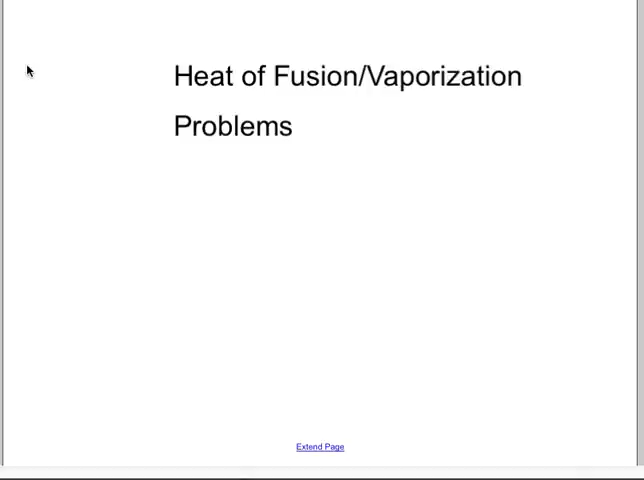 Heat of Fusion/Vaporization
Problems
Extend Page